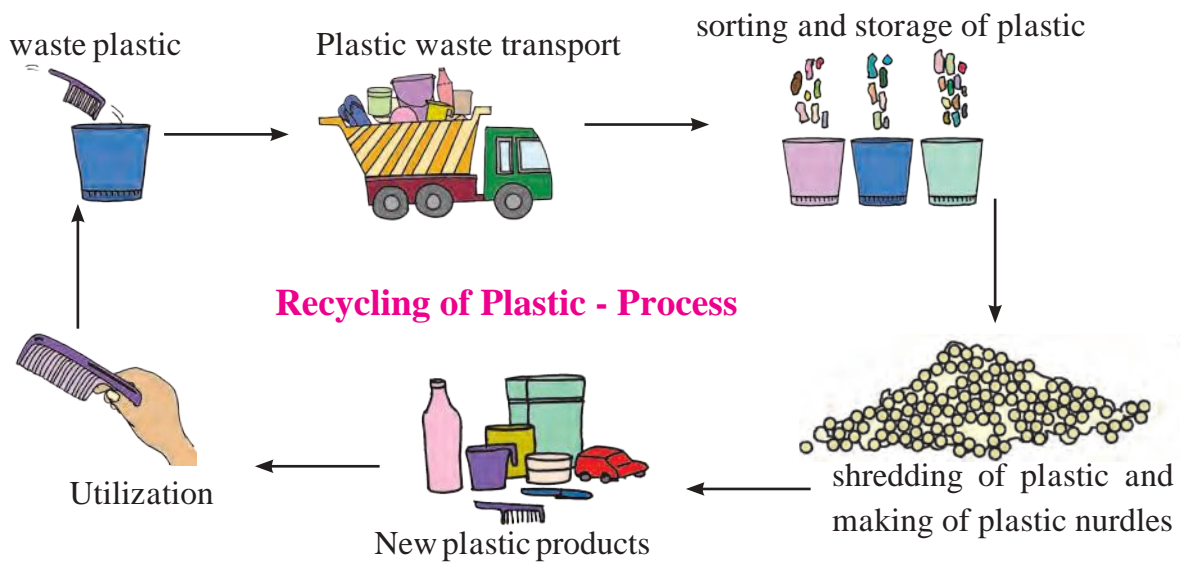 waste plastic
Plastic waste transport
sorting and storage of plastic
Recycling of Plastic - Process
shredding of plastic and
making of plastic nurdles
New plastic products
Utilization